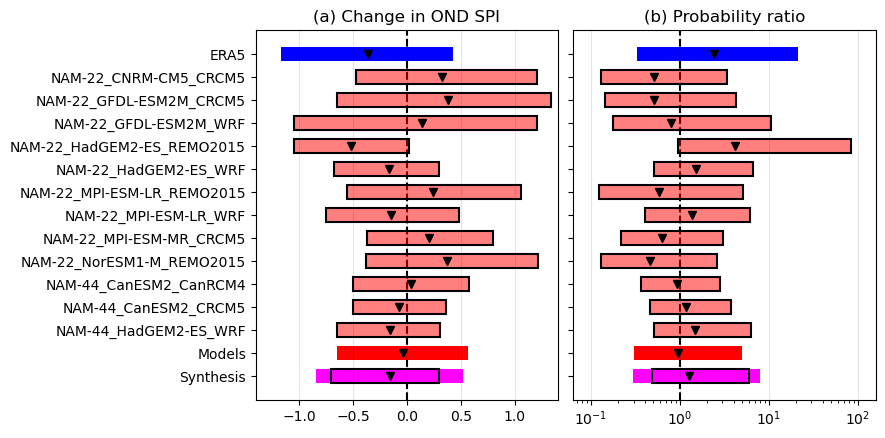 (a) Change in OND SPI
(b) Probability ratio
ERA5
NAM-22_CNRM-CM5_CRCM5
NAM-22_GFDL-ESM2M_CRCM5
NAM-22_GFDL-ESM2M_WRF
NAM-22_HadGEM2-ES_REMO2015
NAM-22_HadGEM2-ES_WRF
NAM-22_MPI-ESM-LR_REMO2015
NAM-22_MPI-ESM-LR_WRF
NAM-22_MPI-ESM-MR_CRCM5
NAM-22_NorESM1-M_REMO2015
NAM-44_CanESM2_CanRCM4
NAM-44_CanESM2_CRCM5
NAM-44_HadGEM2-ES_WRF
Models
Synthesis
−1.0 −0.5 0.0 0.5 1.0
10⁻¹ 10⁰ 10¹ 10²